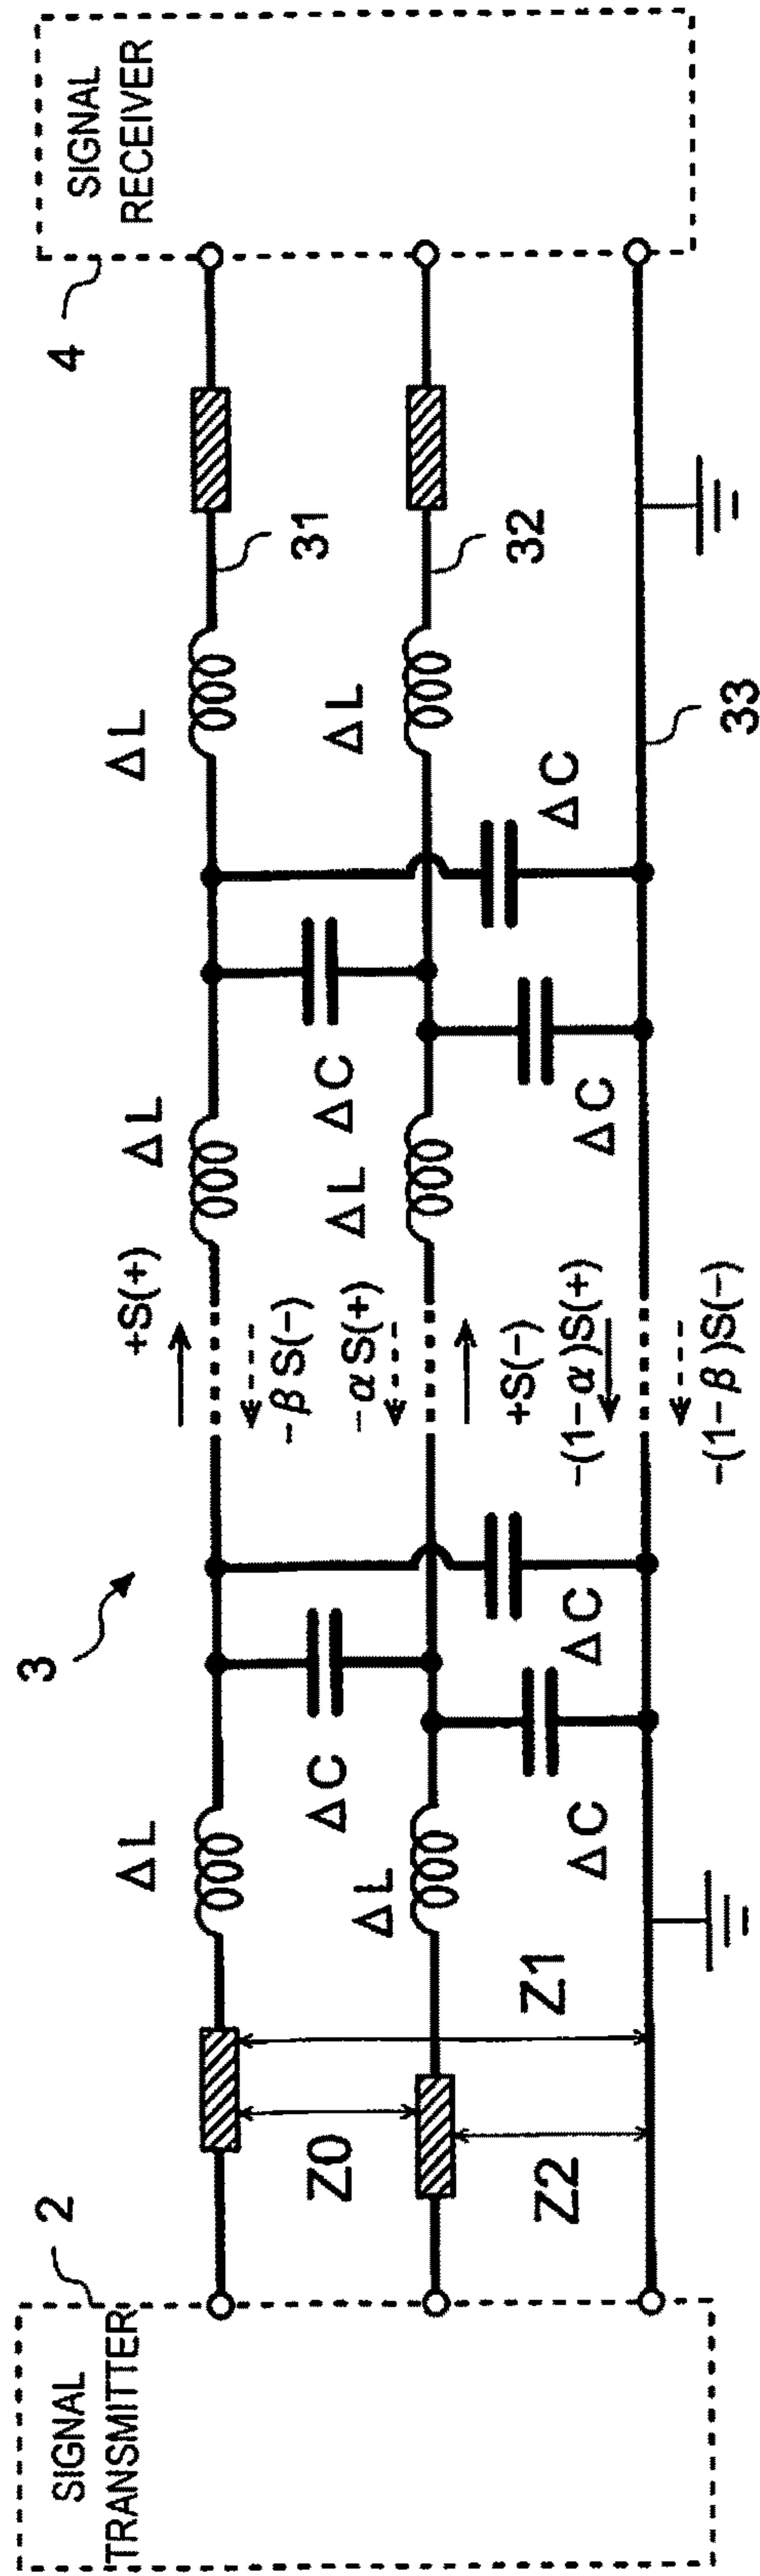 SIGNAL
TRANSMITTER
2
Z0
Z1
Z2
ΔL
ΔL
ΔC
ΔC
ΔC
3
+S(+)
-βS(-)
-αS(+)
+S(-)
-(1-α)S(+)
-(1-β)S(-)
ΔL
ΔL
ΔC
ΔC
ΔC
ΔL
ΔL
31
32
33
4
SIGNAL
RECEIVER